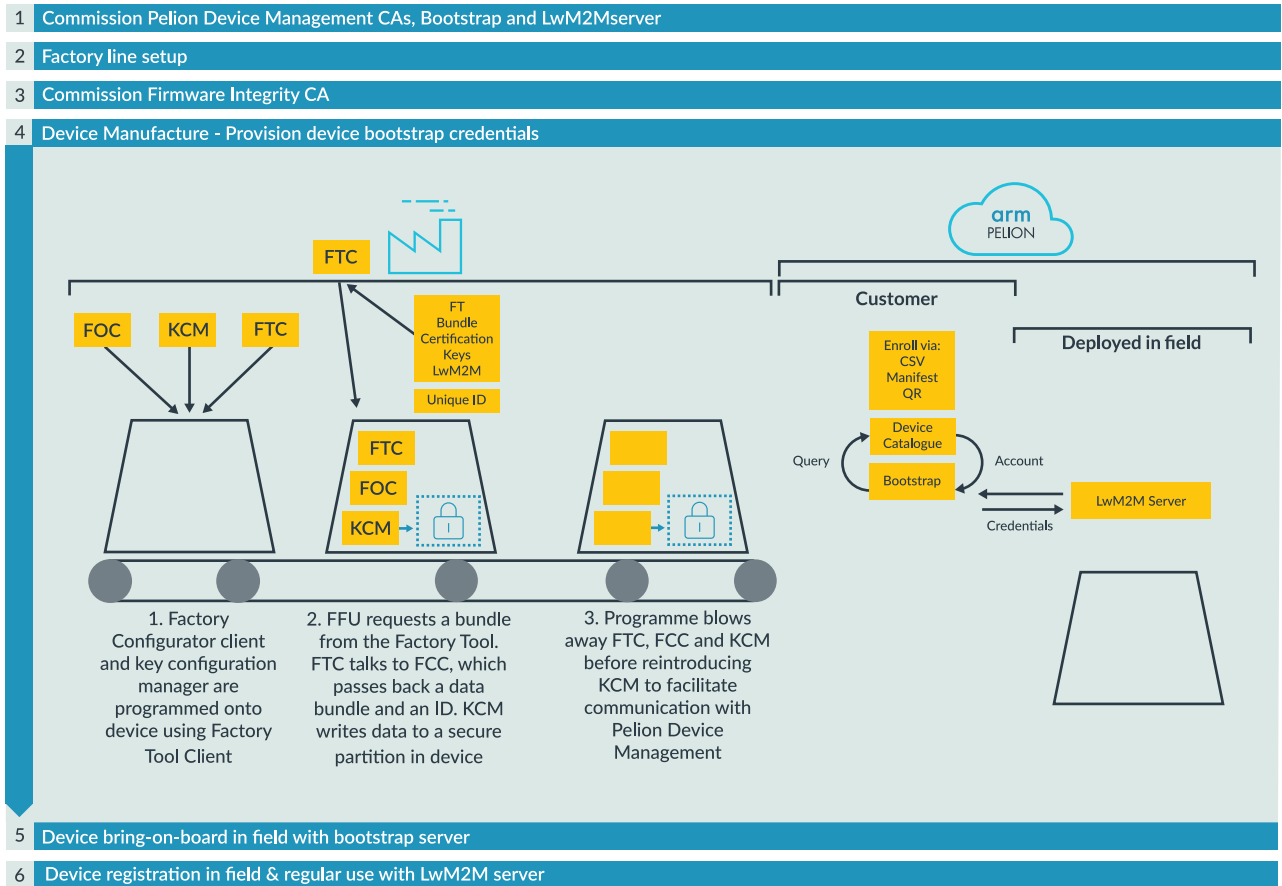 1 Commission Pelion Device Management CAs, Bootstrap and LwM2Mserver
2 Factory line setup
3 Commission Firmware Integrity CA
4 Device Manufacture - Provision device bootstrap credentials
arm
PELION
FTC
FOC
KCM
FTC
FT
Bundle
Certification
Keys
LwM2M
Unique ID
FTC
FOC
KCM
1. Factory
Configurator client
and key configuration
manager are
programmed onto
device using Factory
Tool Client
2. FFU requests a bundle
from the Factory Tool.
FTC talks to FCC, which
passes back a data
bundle and an ID. KCM
writes data to a secure
partition in device
3. Programme blows
away FTC, FCC and KCM
before reintroducing
KCM to facilitate
communication with
Pelion Device
Management
Customer
Enroll via:
CSV
Manifest
QR
Device
Catalogue
Query
Account
Bootstrap
Credentials
Deployed in field
LwM2M Server
5 Device bring-on-board in field with bootstrap server
6 Device registration in field & regular use with LwM2M server